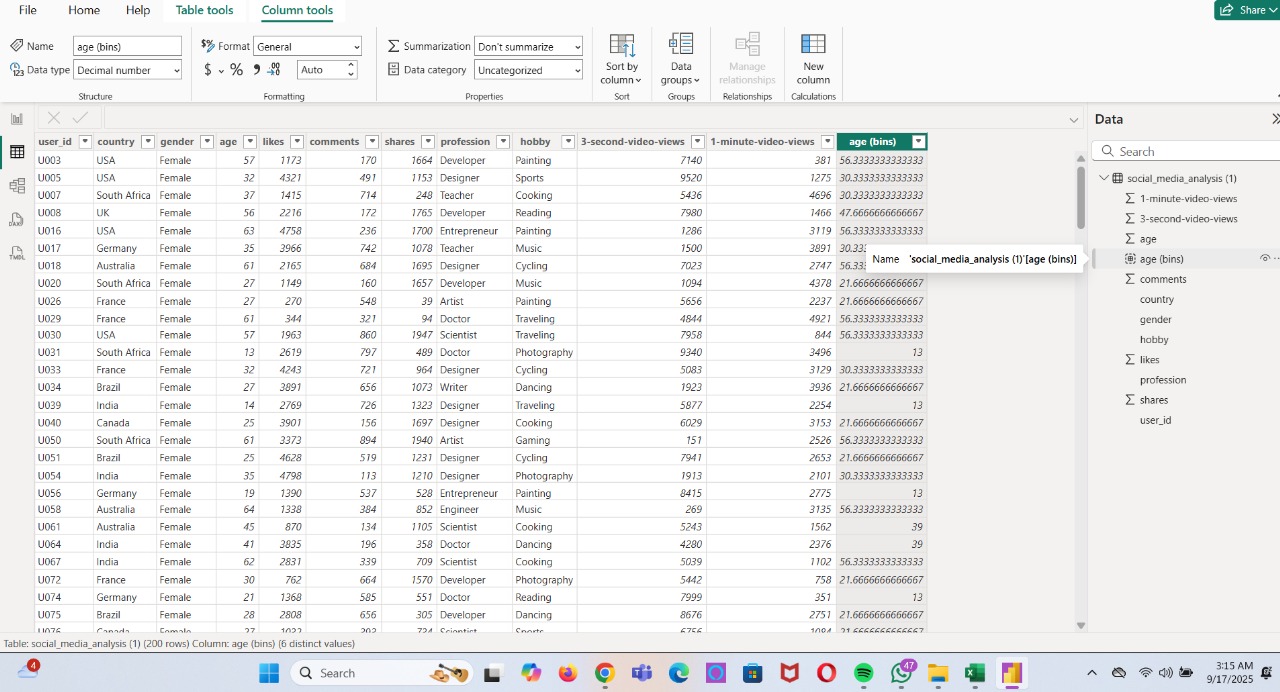 File Home Help Table tools Column tools Share
Name age (bins) Format General Summarization Don't summarize Sort by column Data groups Manage relationships New column
Data type Decimal number $ % Auto Data category Uncategorized
Structure Formatting Properties Sort Groups Relationships Calculations
user_id country gender age likes comments shares profession hobby 3-second-video-views 1-minute-video-views age (bins)
U003 USA Female 57 1173 170 1664 Developer Painting 7140 381 56.3333333333333
U005 USA Female 32 4321 491 1153 Designer Sports 9520 1275 30.3333333333333
U007 South Africa Female 37 1415 714 248 Teacher Cooking 5436 4696 30.3333333333333
U008 UK Female 56 2216 172 1765 Developer Reading 7980 1466 47.6666666666667
U016 USA Female 63 4758 236 1700 Entrepreneur Painting 1286 3119 56.3333333333333
U017 Germany Female 35 3966 742 1078 Teacher Music 1500 3891 30.33
U018 Australia Female 61 2165 684 1695 Designer Cycling 7023 2747 56.33
U020 South Africa Female 27 1149 160 1637 Developer Music 1094 4378 21.6666666666667
U026 France Female 61 270 548 39 Artist Painting 5656 2237 56.3333333333333
U029 France Female 61 344 321 94 Doctor Traveling 4844 4921 56.3333333333333
U030 USA Female 57 1963 860 1947 Scientist Traveling 7958 844 56.3333333333333
U031 South Africa Female 13 2619 797 489 Doctor Photography 9340 3496 13
U033 France Female 32 4243 721 964 Designer Cycling 5083 3129 30.3333333333333
U034 Brazil Female 27 3891 656 1073 Writer Dancing 1923 3936 21.6666666666667
U039 India Female 14 2769 726 1323 Designer Traveling 5877 2254 13
U040 Canada Female 25 3901 156 1697 Designer Cooking 6029 3153 21.6666666666667
U050 South Africa Female 61 3373 894 1940 Artist Gaming 151 2526 56.3333333333333
U051 Brazil Female 25 4628 519 1231 Designer Cycling 7941 2653 21.6666666666667
U054 India Female 35 4798 113 1210 Designer Photography 1913 2101 30.3333333333333
U056 Germany Female 19 1390 537 528 Entrepreneur Painting 8415 2775 13
U058 Australia Female 64 1338 384 852 Engineer Music 269 3135 56.3333333333333
U061 Australia Female 45 870 134 1105 Scientist Cooking 5243 1562 39
U064 India Female 41 3835 196 358 Doctor Dancing 4280 2376 39
U067 India Female 62 2831 339 709 Scientist Cooking 5039 1102 56.3333333333333
U072 France Female 30 762 664 1570 Developer Photography 5442 758 21.6666666666667
U074 Germany Female 21 1368 585 551 Doctor Reading 7999 351 13
U075 Brazil Female 28 2808 656 305 Developer Dancing 8676 2751 21.6666666666667
Name 'social_media_analysis (1)'[age (bins)]
Data
Search
social_media_analysis (1)
1-minute-video-views
3-second-video-views
age
age (bins)
comments
country
gender
hobby
likes
profession
shares
user_id
Table: social_media_analysis (1) (200 rows) Column: age (bins) (6 distinct values)
4 Search 47 3:15 AM
9/17/2025